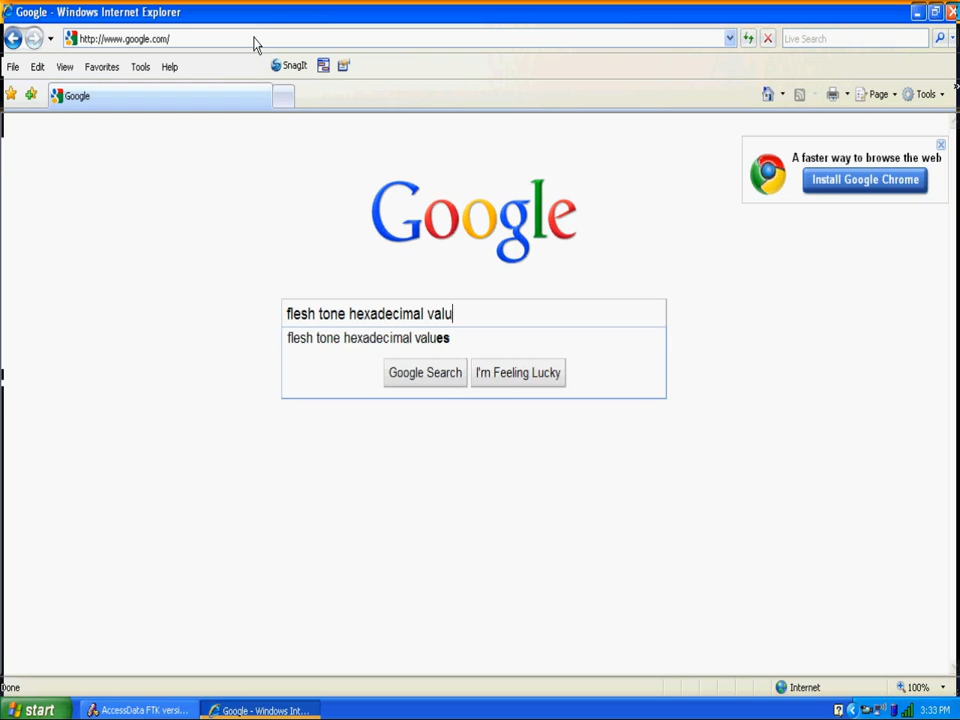 Google - Windows Internet Explorer
http://www.google.com/
Live Search
File Edit View Favorites Tools Help
SnagIt
Google
Page
Tools
A faster way to browse the web
Install Google Chrome
Google
flesh tone hexadecimal valu
flesh tone hexadecimal values
Google Search
I'm Feeling Lucky
Done
Internet
100%
start
AccessData FTK versi...
Google - Windows Int...
3:33 PM